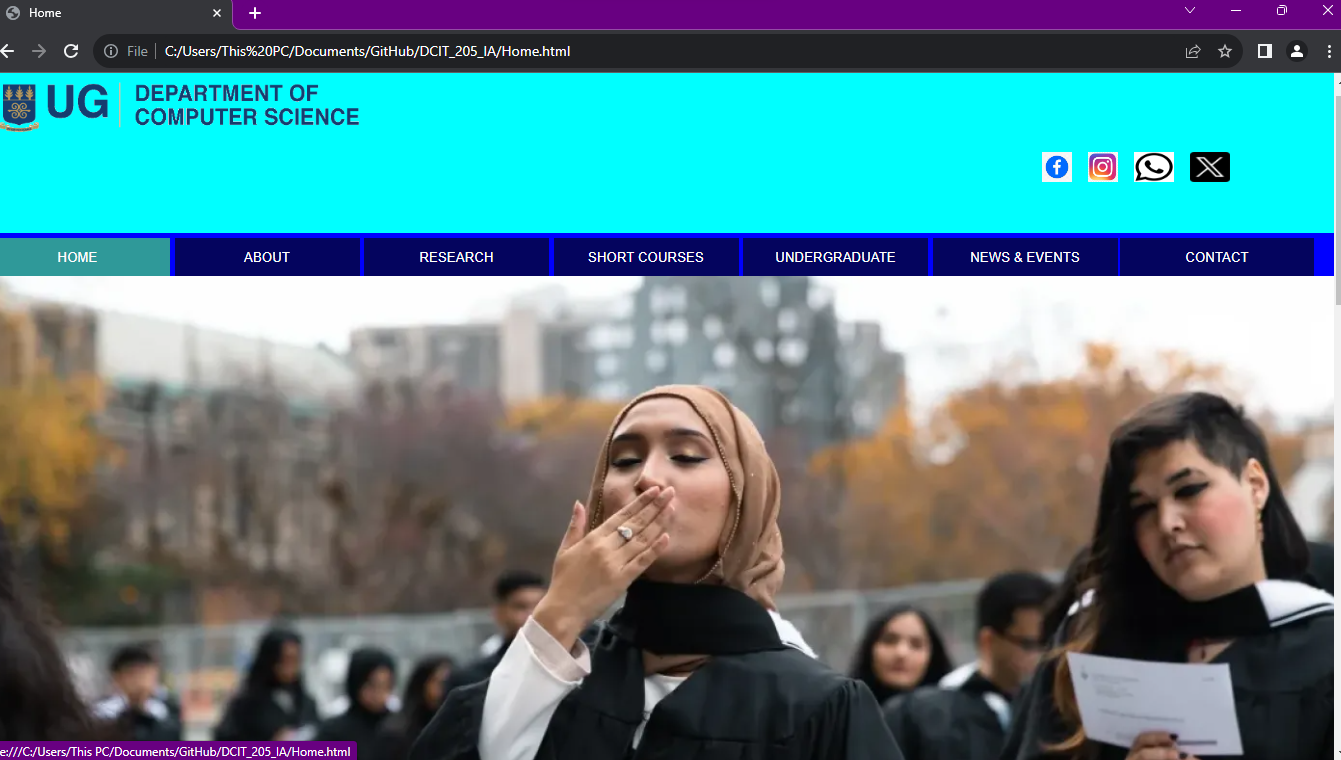 Home
File
C:/Users/This%20PC/Documents/GitHub/DCIT_205_IA/Home.html
UG
DEPARTMENT OF
COMPUTER SCIENCE
HOME
ABOUT
RESEARCH
SHORT COURSES
UNDERGRADUATE
NEWS & EVENTS
CONTACT
e:///C:/Users/This PC/Documents/GitHub/DCIT_205_IA/Home.html